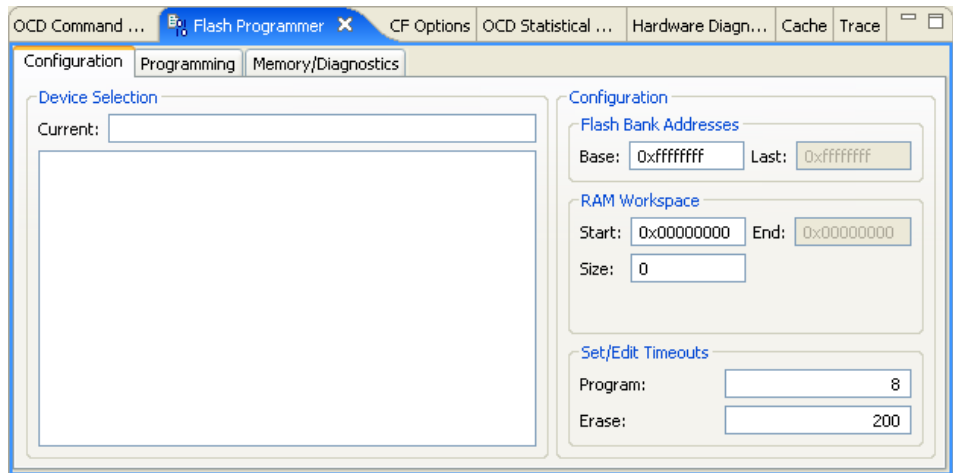 OCD Command ... Flash Programmer CF Options OCD Statistical ... Hardware Diagn... Cache Trace
Configuration Programming Memory/Diagnostics
Device Selection
Current:
Configuration
Flash Bank Addresses
Base: 0xffffffff Last: 0xffffffff
RAM Workspace
Start: 0x00000000 End: 0x00000000
Size: 0
Set/Edit Timeouts
Program: 8
Erase: 200